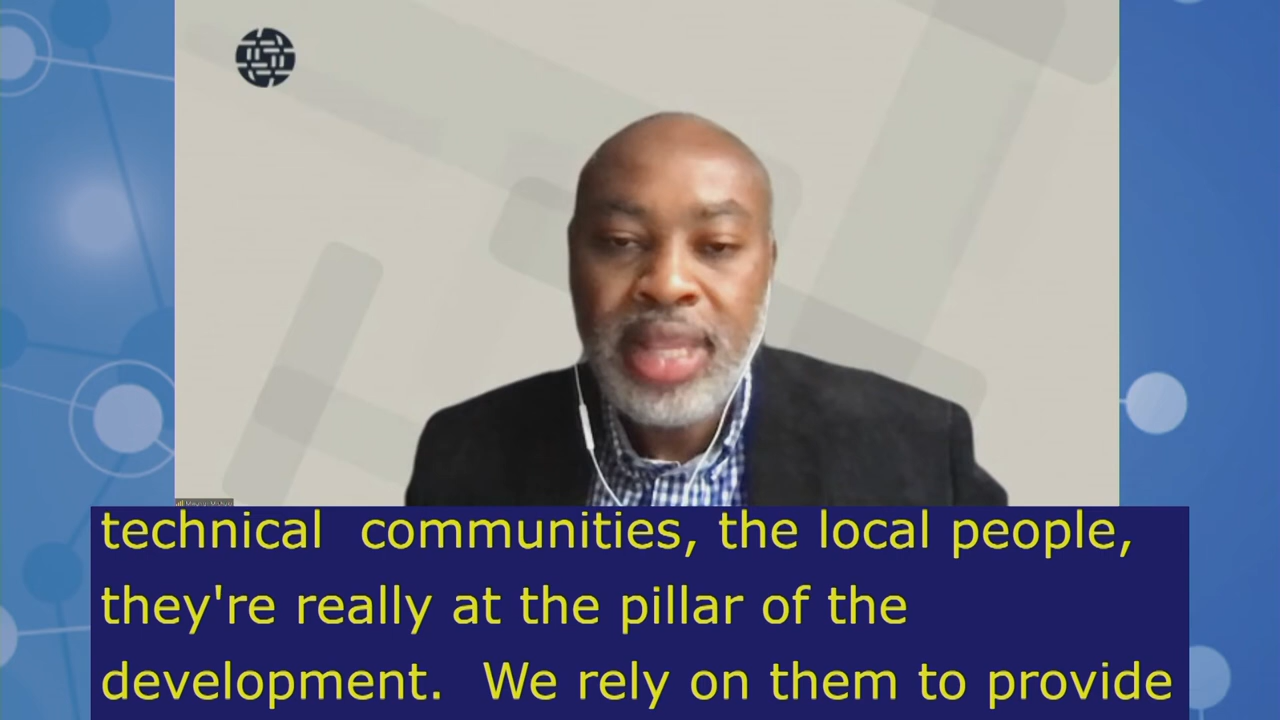 technical  communities, the local people,
they're really at the pillar of the
development.  We rely on them to provide